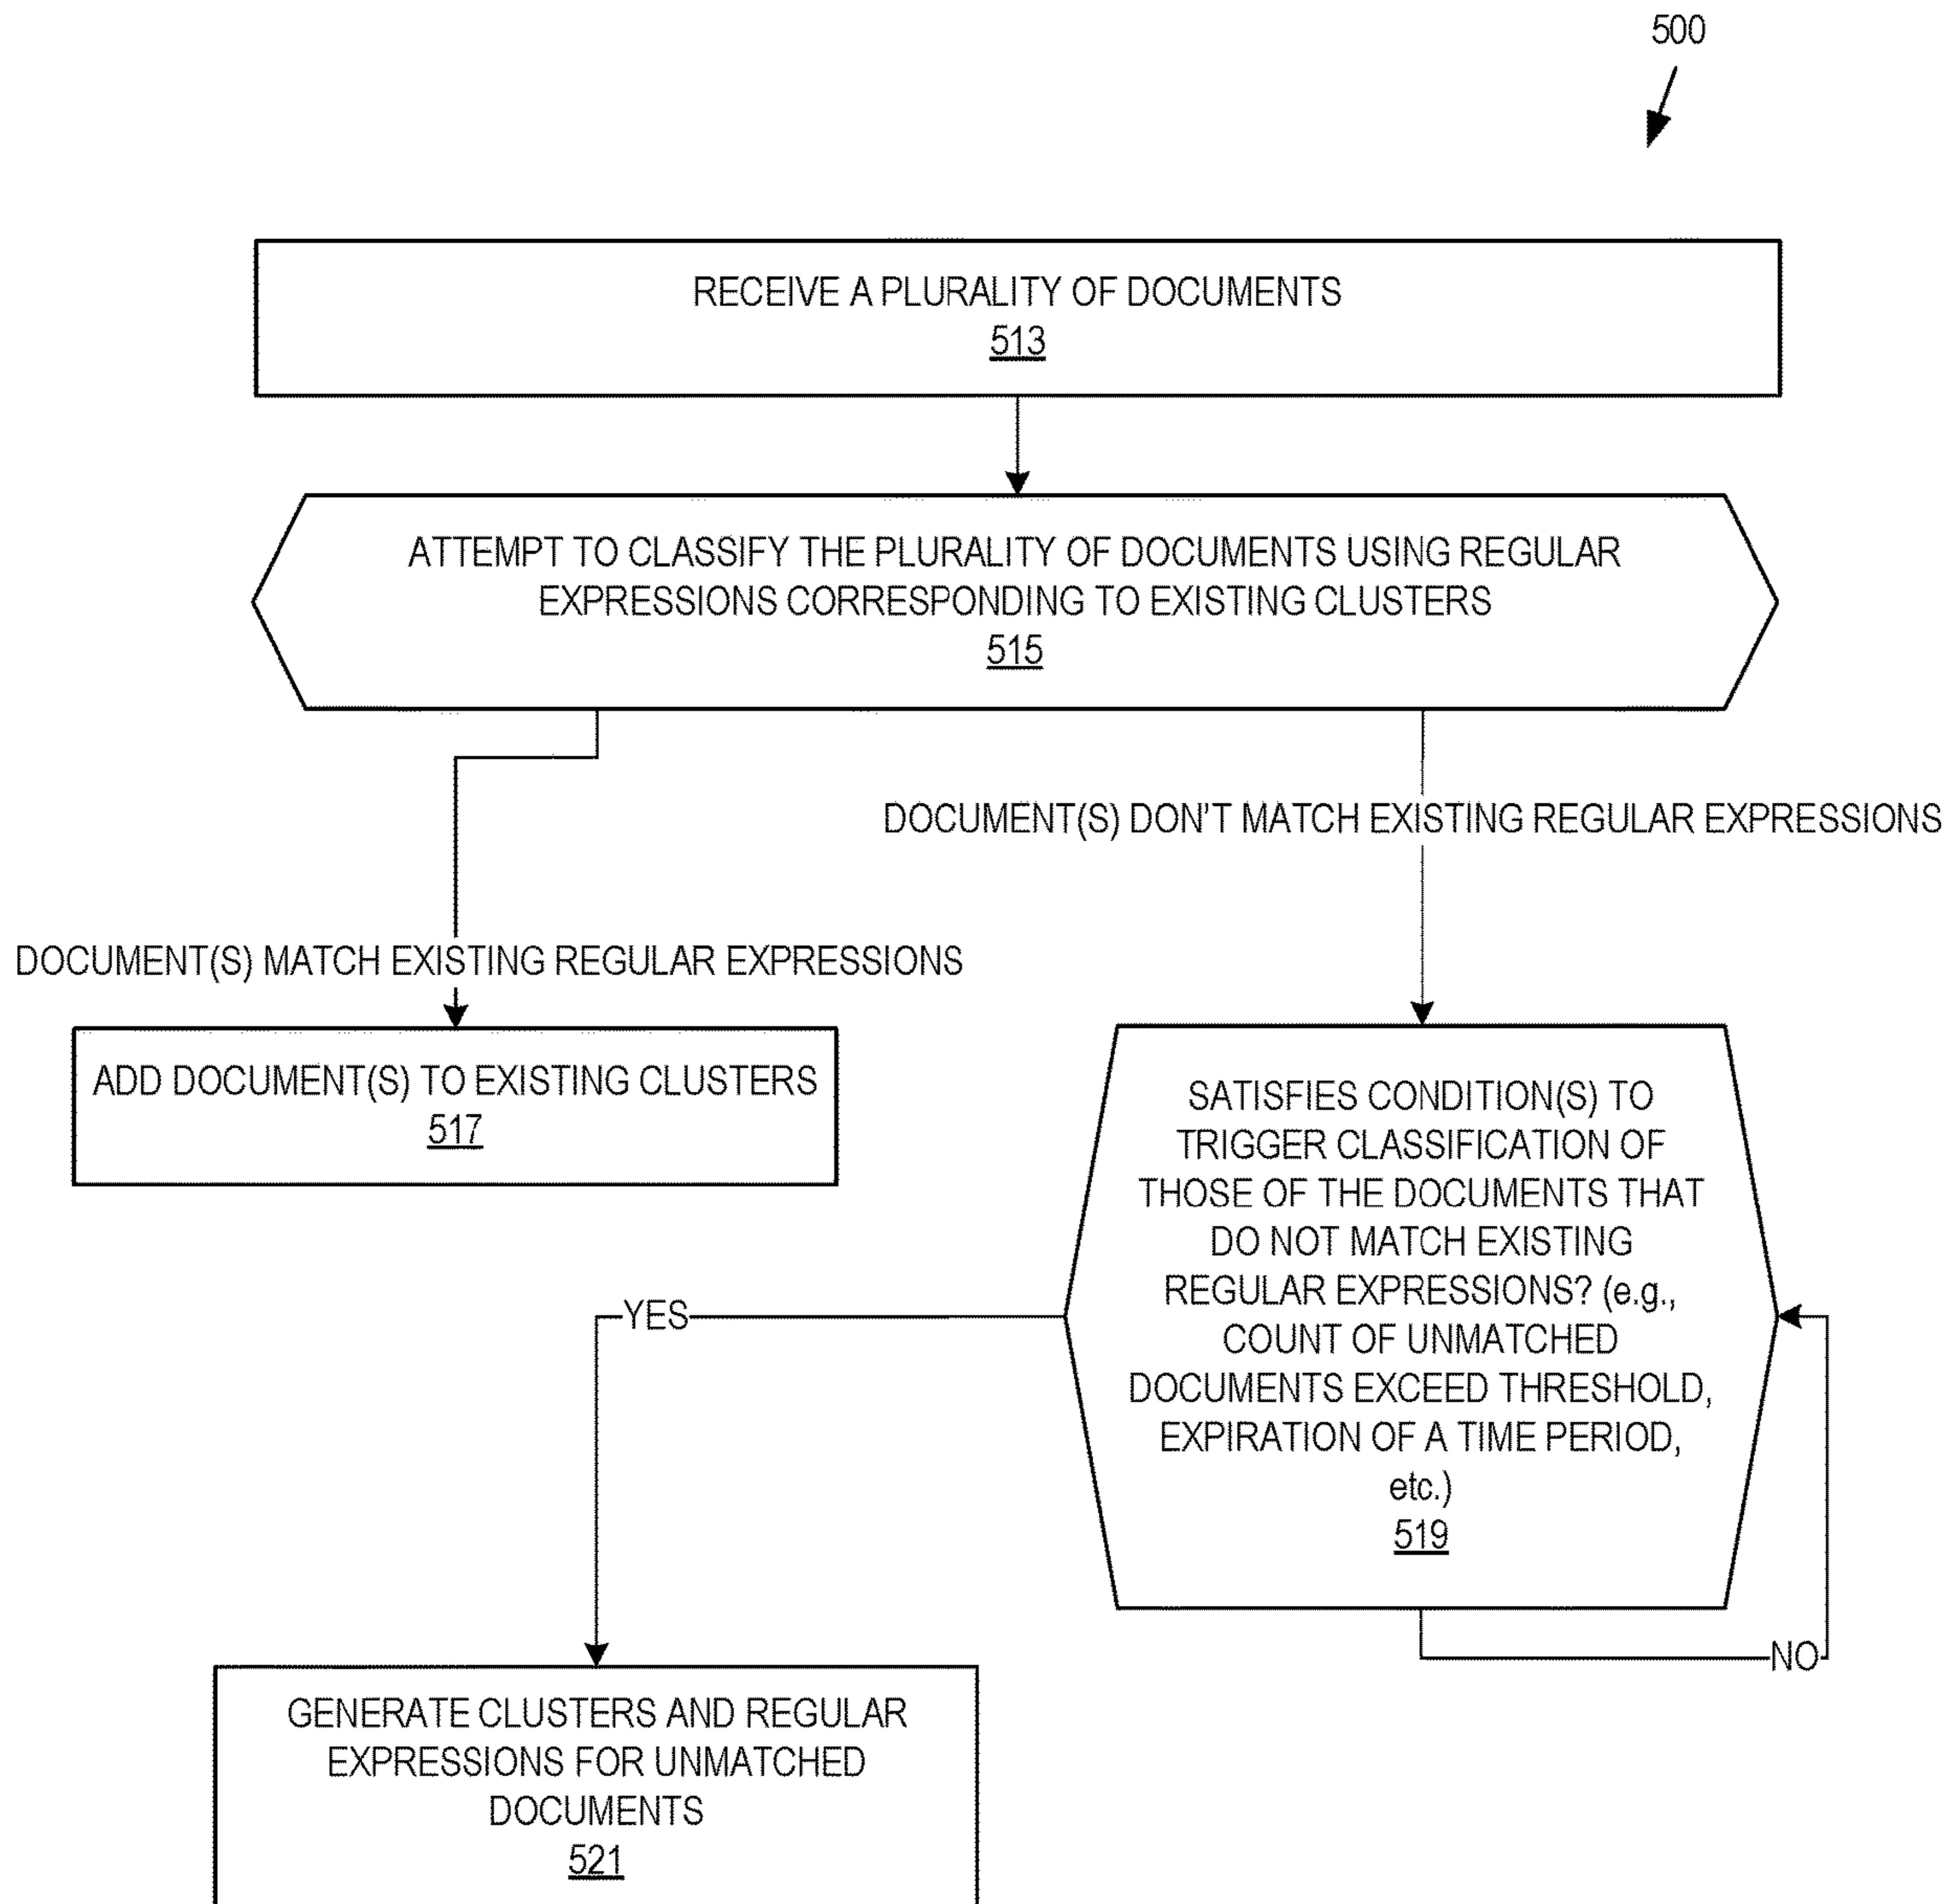 500
RECEIVE A PLURALITY OF DOCUMENTS
513
ATTEMPT TO CLASSIFY THE PLURALITY OF DOCUMENTS USING REGULAR
EXPRESSIONS CORRESPONDING TO EXISTING CLUSTERS
515
DOCUMENT(S) DON'T MATCH EXISTING REGULAR EXPRESSIONS
DOCUMENT(S) MATCH EXISTING REGULAR EXPRESSIONS
ADD DOCUMENT(S) TO EXISTING CLUSTERS
517
SATISFIES CONDITION(S) TO
TRIGGER CLASSIFICATION OF
THOSE OF THE DOCUMENTS THAT
DO NOT MATCH EXISTING
REGULAR EXPRESSIONS? (e.g.,
COUNT OF UNMATCHED
DOCUMENTS EXCEED THRESHOLD,
EXPIRATION OF A TIME PERIOD,
etc.)
519
YES
NO
GENERATE CLUSTERS AND REGULAR
EXPRESSIONS FOR UNMATCHED
DOCUMENTS
521